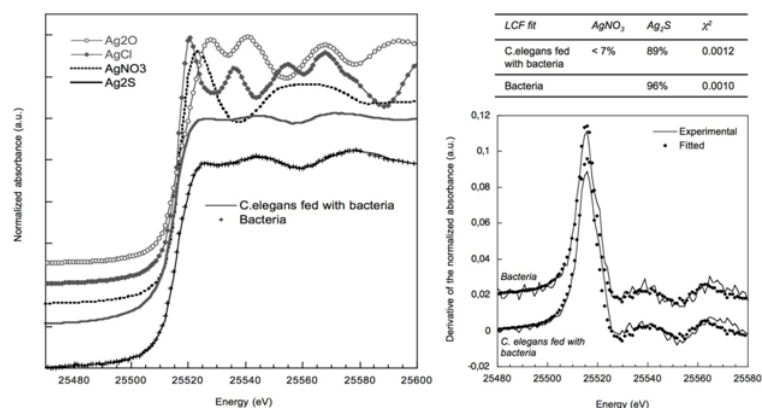 Ag2O
AgCl
AgNO3
Ag2S
C.elegans fed with bacteria
Bacteria
Normalized absorbance (a.u.)
25480 25500 25520 25540 25560 25580 25600
Energy (eV)
LCF fit AgNO₃ Ag₂S χ²
C.elegans fed < 7% 89% 0.0012
with bacteria
Bacteria 96% 0.0010
0,12
0,1
0,08
0,06
0,04
0,02
0
-0,02
Derivative of the normalized absorbance (a.u.)
Experimental
Fitted
Bacteria
C. elegans fed with
bacteria
25480 25500 25520 25540 25560 25580
Energy (eV)